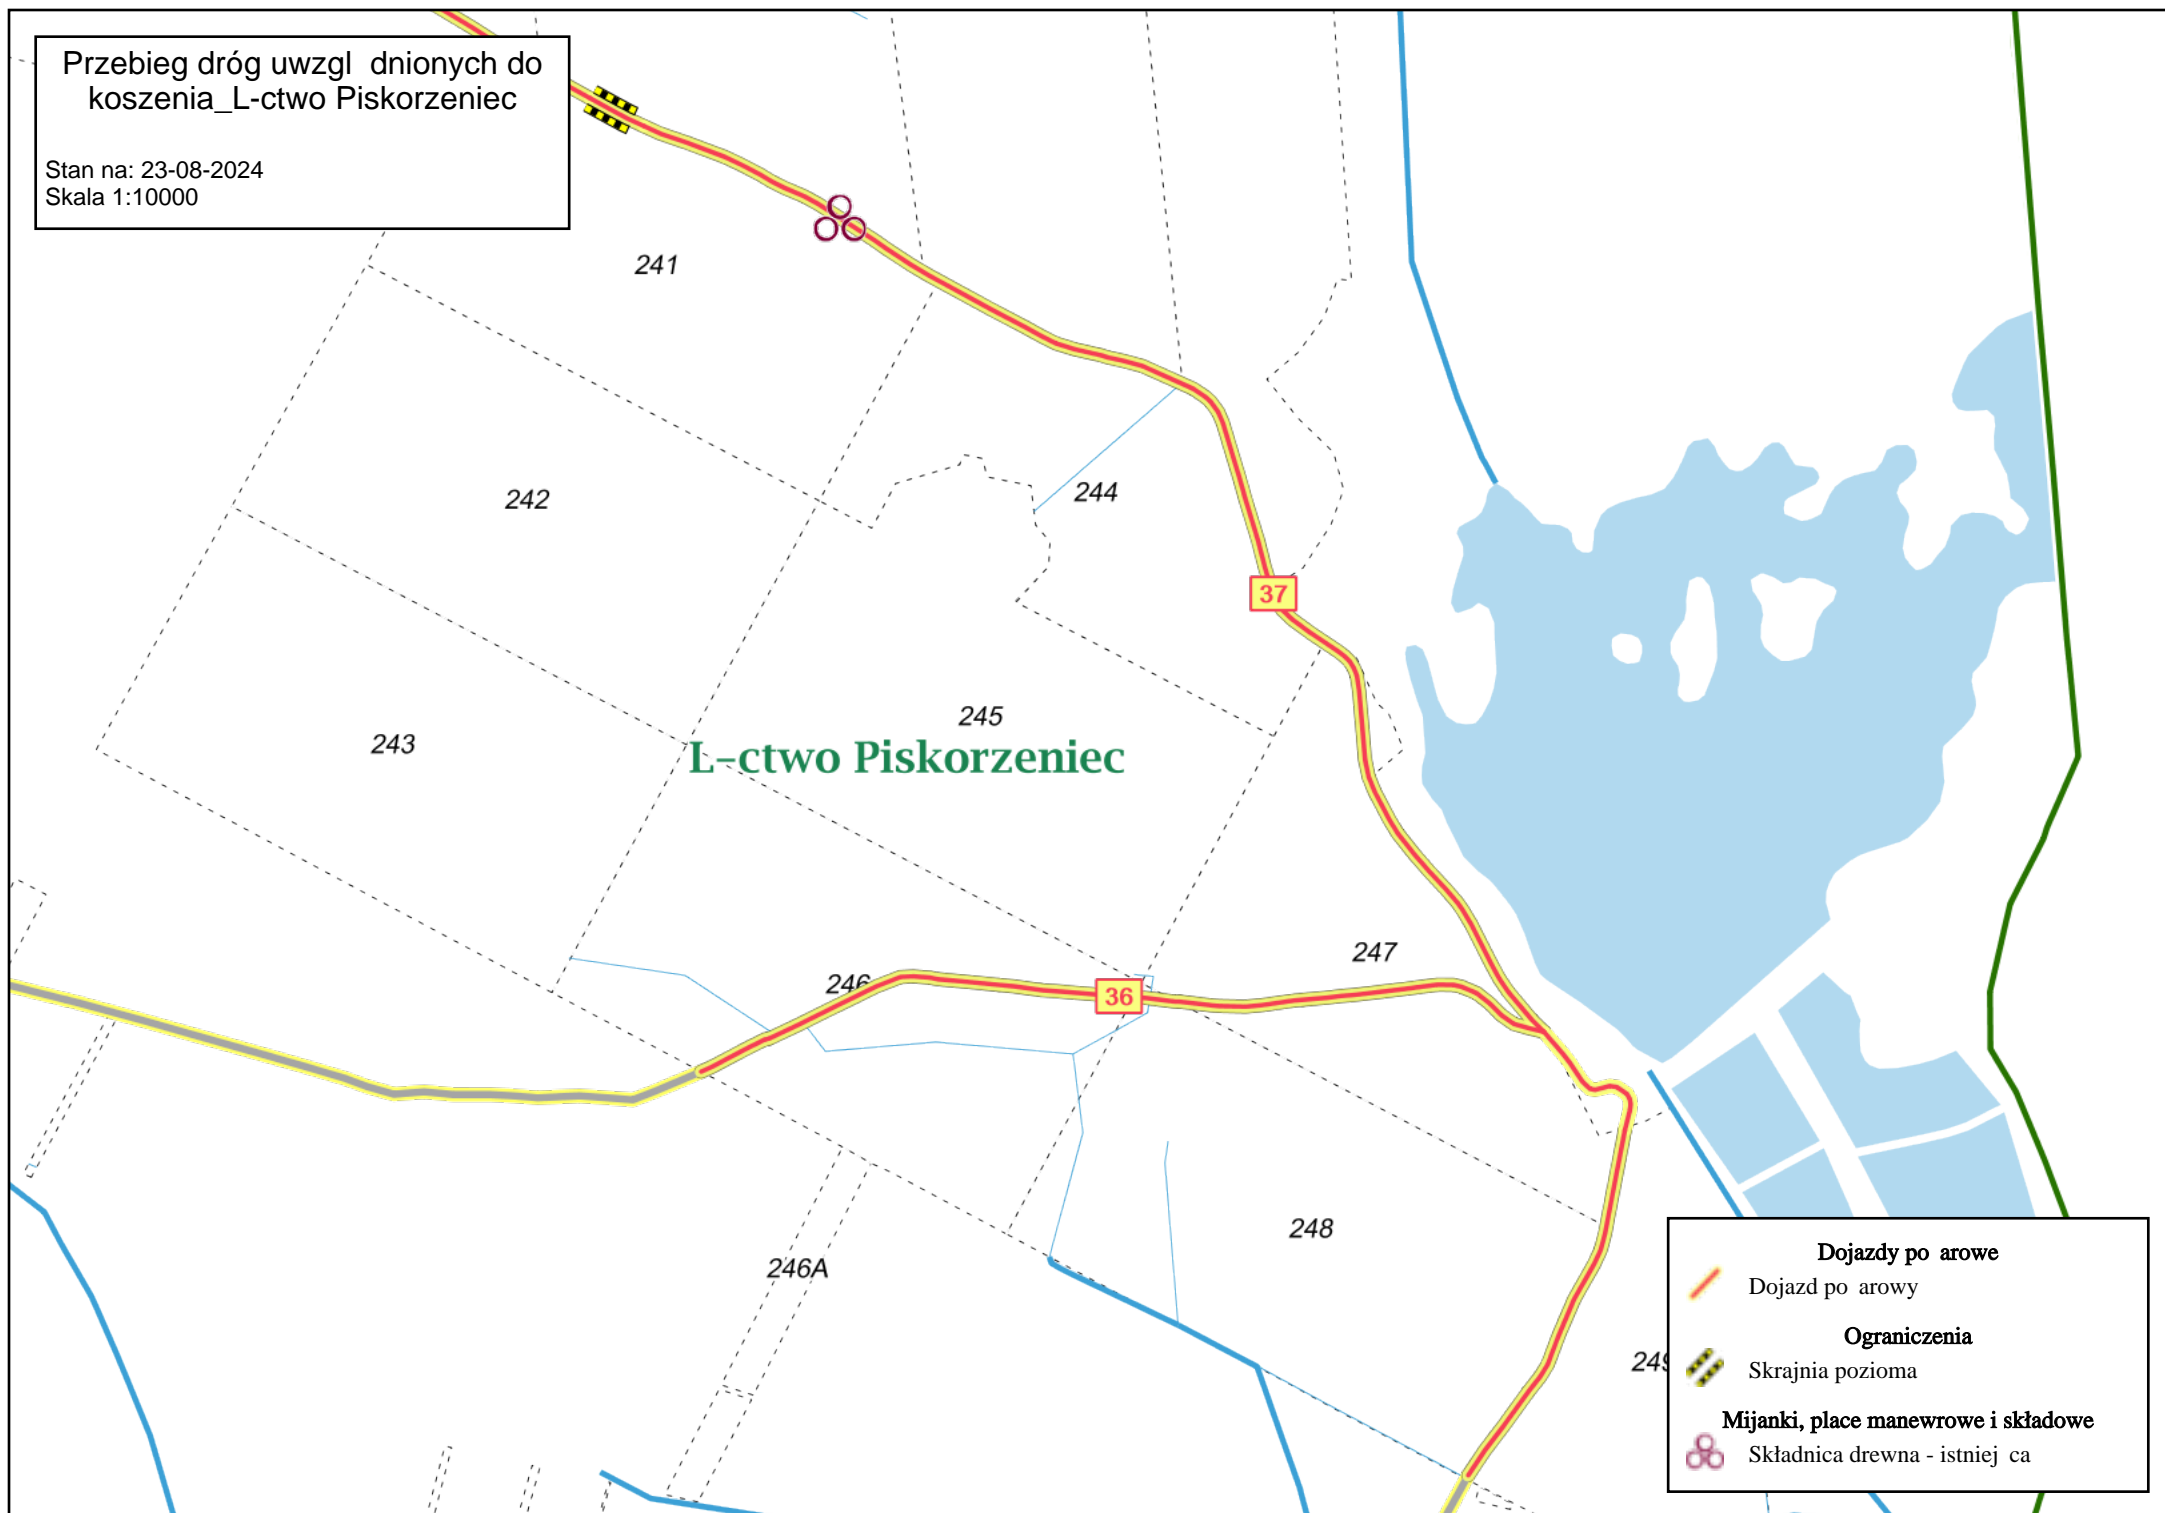 Przebieg dróg uwzgl dnionych do
koszenia_L-ctwo Piskorzeniec
Stan na: 23-08-2024
Skala 1:10000
241
242
244
37
243
245
L-ctwo Piskorzeniec
247
246
36
248
246A
249
Dojazdy po arowe
Dojazd po arowy
Ograniczenia
Skrajnia pozioma
Mijanki, place manewrowe i składowe
Składnica drewna - istniej ca